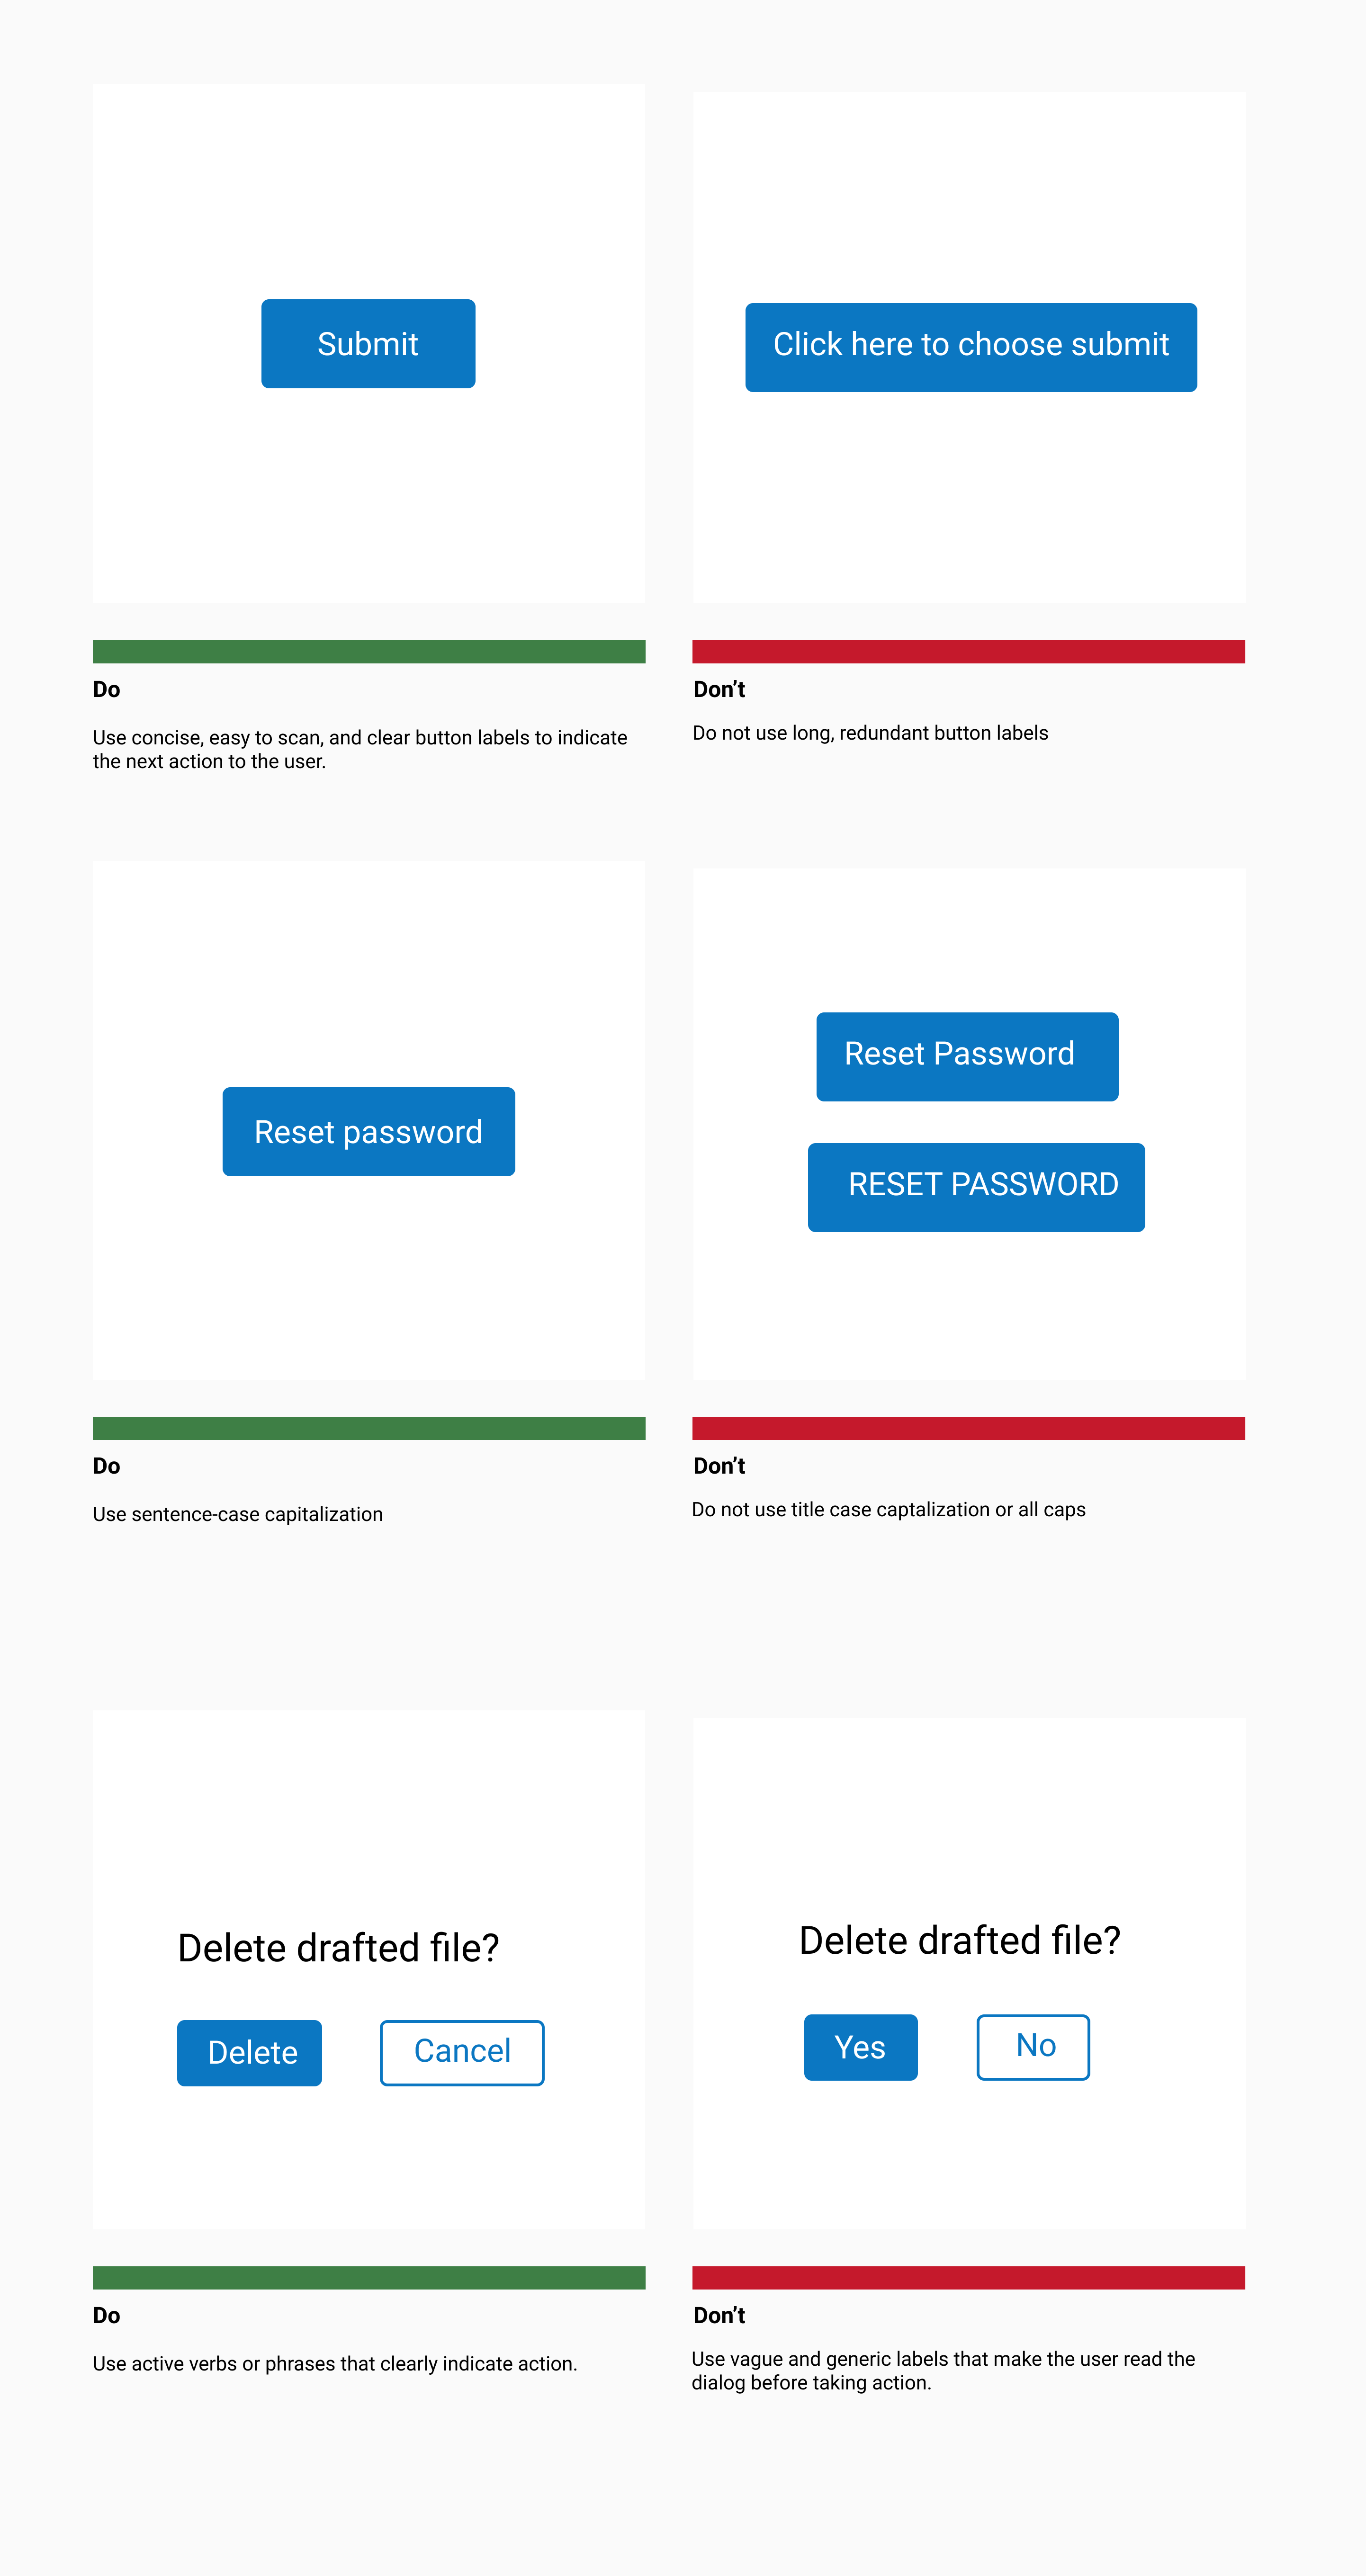 Submit
Click here to choose submit
Do
Use concise, easy to scan, and clear button labels to indicate
the next action to the user.
Don’t
Do not use long, redundant button labels
Reset password
Reset Password
RESET PASSWORD
Do
Use sentence-case capitalization
Don’t
Do not use title case captalization or all caps
Delete drafted file?
Delete
Cancel
Delete drafted file?
Yes
No
Do
Use active verbs or phrases that clearly indicate action.
Don’t
Use vague and generic labels that make the user read the
dialog before taking action.